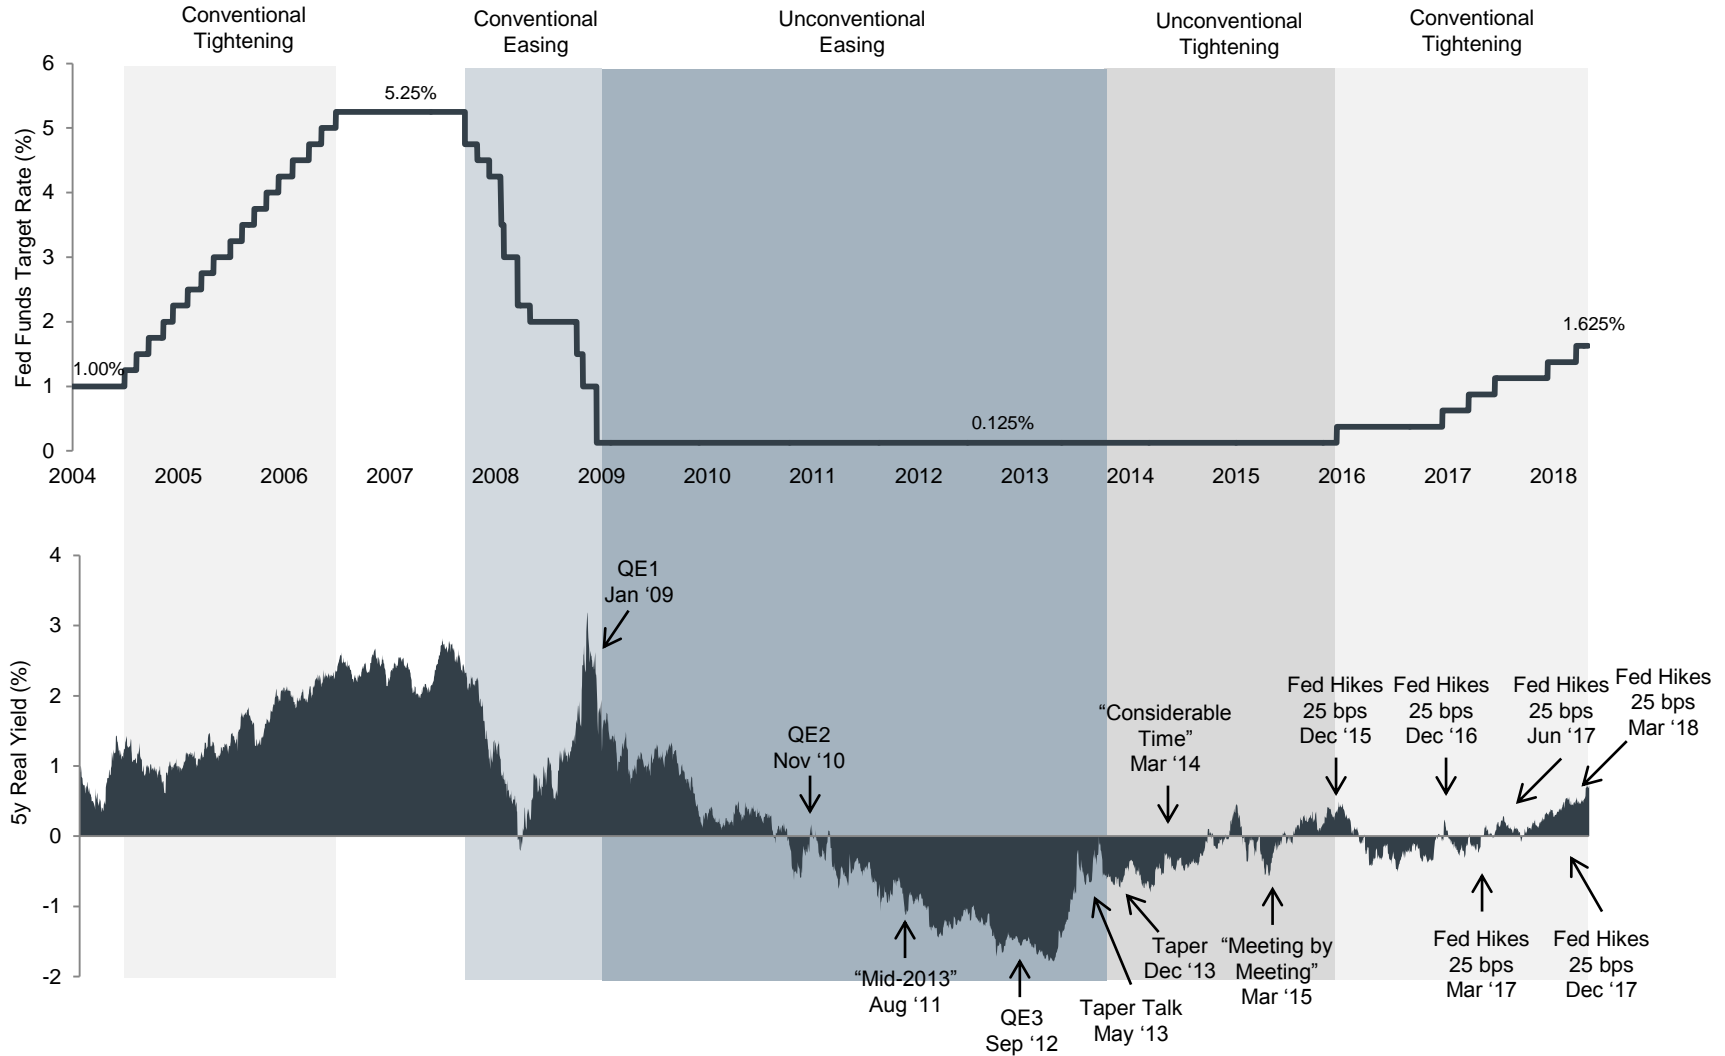 Conventional
Tightening
Conventional
Easing
Unconventional
Easing
Unconventional
Tightening
Conventional
Tightening
Fed Funds Target Rate (%)
6
5
4
3
2
1
0
1.00%
5.25%
0.125%
1.625%
2004 2005 2006 2007 2008 2009 2010 2011 2012 2013 2014 2015 2016 2017 2018
5y Real Yield (%)
4
3
2
1
0
-1
-2
QE1
Jan ‘09
QE2
Nov ‘10
“Mid-2013”
Aug ‘11
QE3
Sep ‘12
Taper Talk
May ‘13
Taper
Dec ‘13
“Considerable
Time”
Mar ‘14
“Meeting by
Meeting”
Mar ‘15
Fed Hikes
25 bps
Dec ‘15
Fed Hikes
25 bps
Dec ‘16
Fed Hikes
25 bps
Mar ‘17
Fed Hikes
25 bps
Jun ‘17
Fed Hikes
25 bps
Dec ‘17
Fed Hikes
25 bps
Mar ‘18